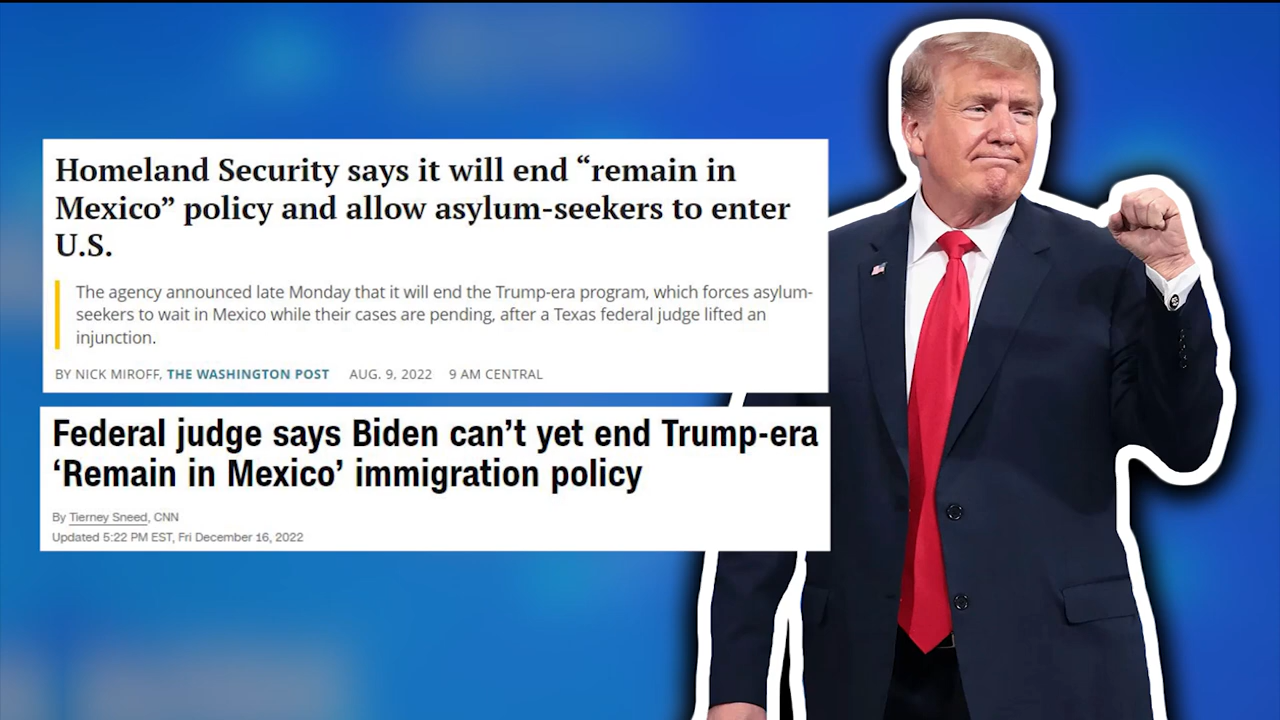 Homeland Security says it will end “remain in
Mexico” policy and allow asylum-seekers to enter
U.S.
The agency announced late Monday that it will end the Trump-era program, which forces asylum-
seekers to wait in Mexico while their cases are pending, after a Texas federal judge lifted an
injunction.
BY NICK MIROFF, THE WASHINGTON POST AUG. 9, 2022 9 AM CENTRAL
Federal judge says Biden can’t yet end Trump-era
‘Remain in Mexico’ immigration policy
By Tierney Sneed, CNN
Updated 5:22 PM EST, Fri December 16, 2022